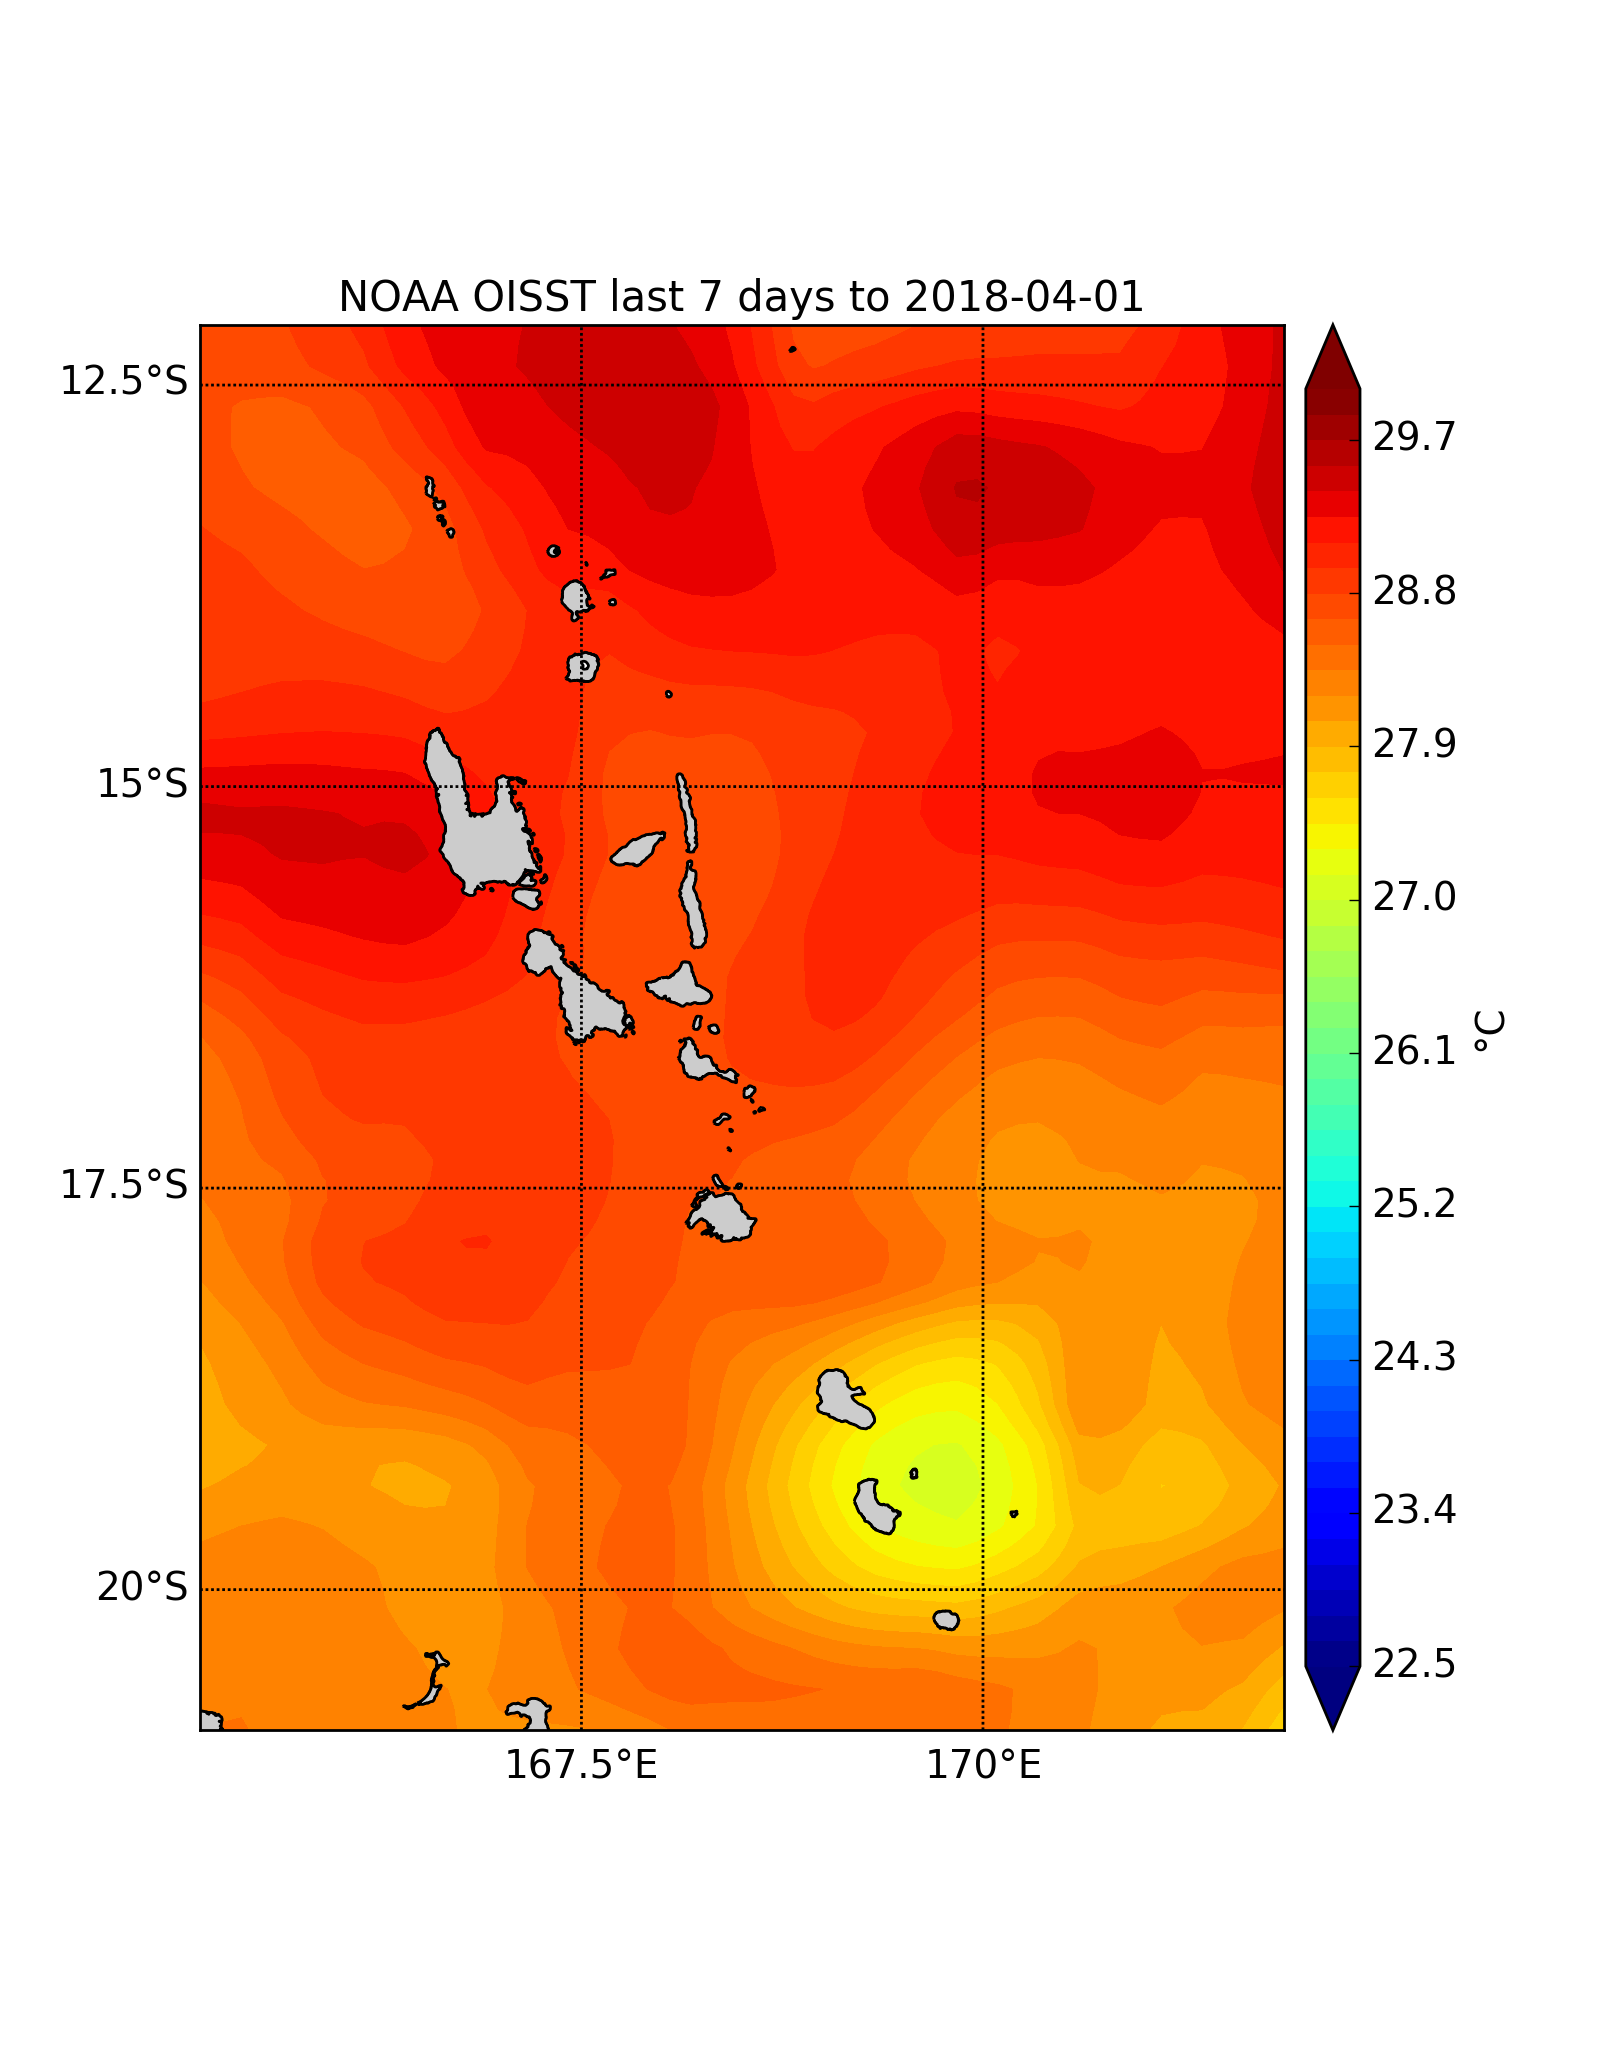 NOAA OISST last 7 days to 2018-04-01
12.5°S
15°S
17.5°S
20°S
167.5°E
170°E
29.7
28.8
27.9
27.0
26.1
25.2
24.3
23.4
22.5
°C